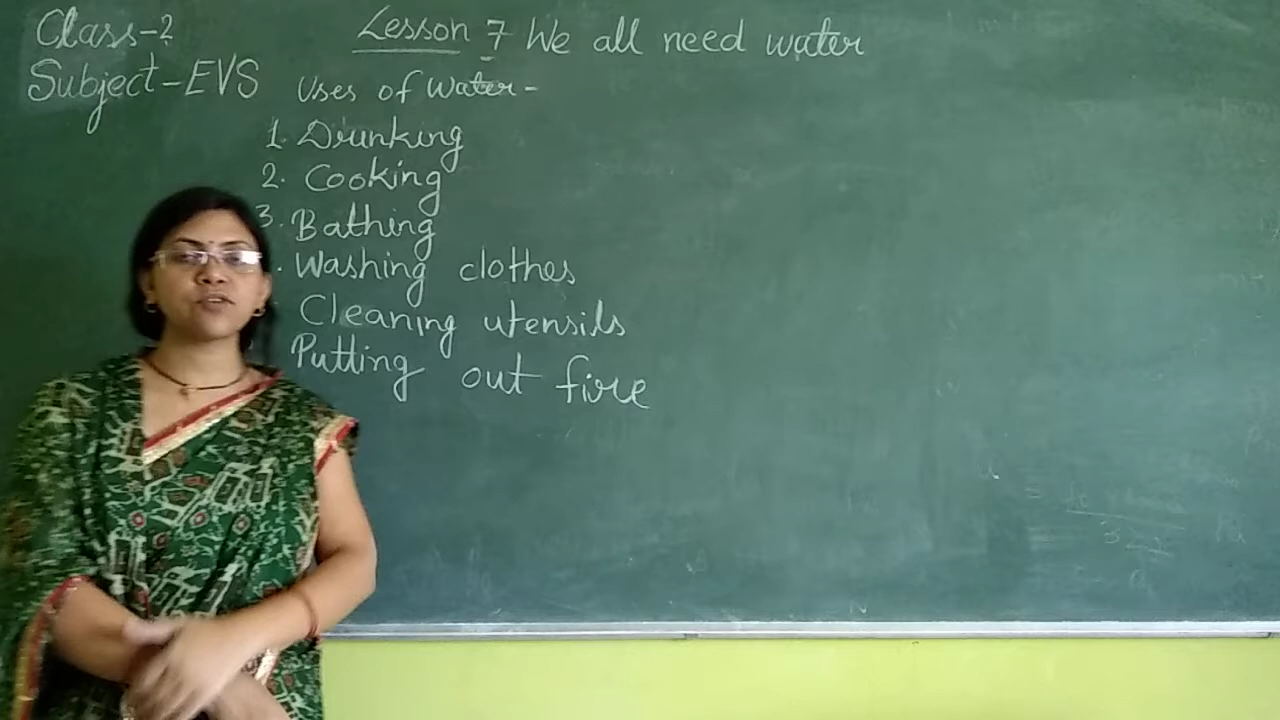 Class-2
Lesson 7 We all need water
Subject-EVS
Uses of Water-
1. Drinking
2. Cooking
3. Bathing
. Washing clothes
Cleaning utensils
Putting out fire